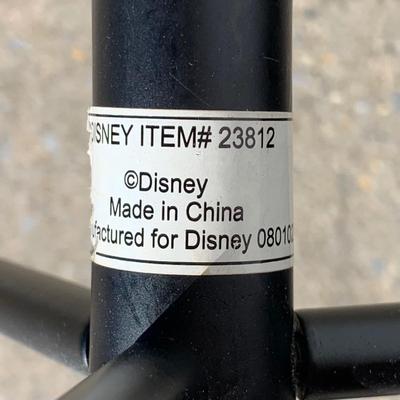 DISNEY ITEM# 23812
©Disney
Made in China
ufactured for Disney 08010